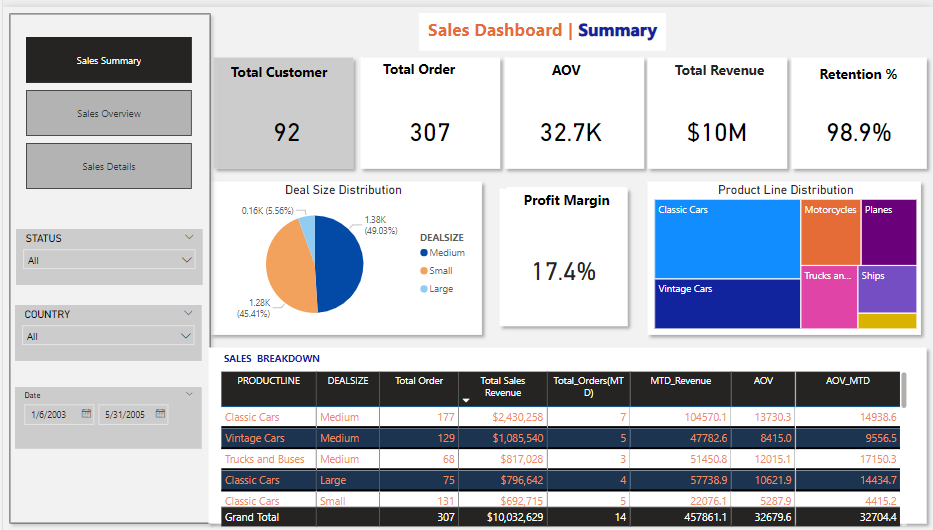 Sales Dashboard | Summary
Sales Summary
Sales Overview
Sales Details
STATUS
All
COUNTRY
All
Date
1/6/2003
5/31/2005
Total Customer
92
Total Order
307
AOV
32.7K
Total Revenue
$10M
Retention %
98.9%
Deal Size Distribution
0.16K (5.56%)
1.38K
(49.03%)
1.28K
(45.41%)
DEALSIZE
Medium
Small
Large
Profit Margin
17.4%
Product Line Distribution
Classic Cars
Vintage Cars
Motorcycles
Planes
Trucks an...
Ships
SALES BREAKDOWN
PRODUCTLINE DEALSIZE Total Order Total Sales Total_Orders(MT MTD_Revenue AOV AOV_MTD
Revenue D)
Classic Cars Medium 177 $2,430,258 7 104570.1 13730.3 14938.6
Vintage Cars Medium 129 $1,085,540 5 47782.6 8415.0 9556.5
Trucks and Buses Medium 68 $817,028 3 51450.8 12015.1 17150.3
Classic Cars Large 75 $796,642 4 57738.9 10621.9 14434.7
Classic Cars Small 131 $692,715 5 22076.1 5287.9 4415.2
Grand Total 307 $10,032,629 14 457861.1 32679.6 32704.4